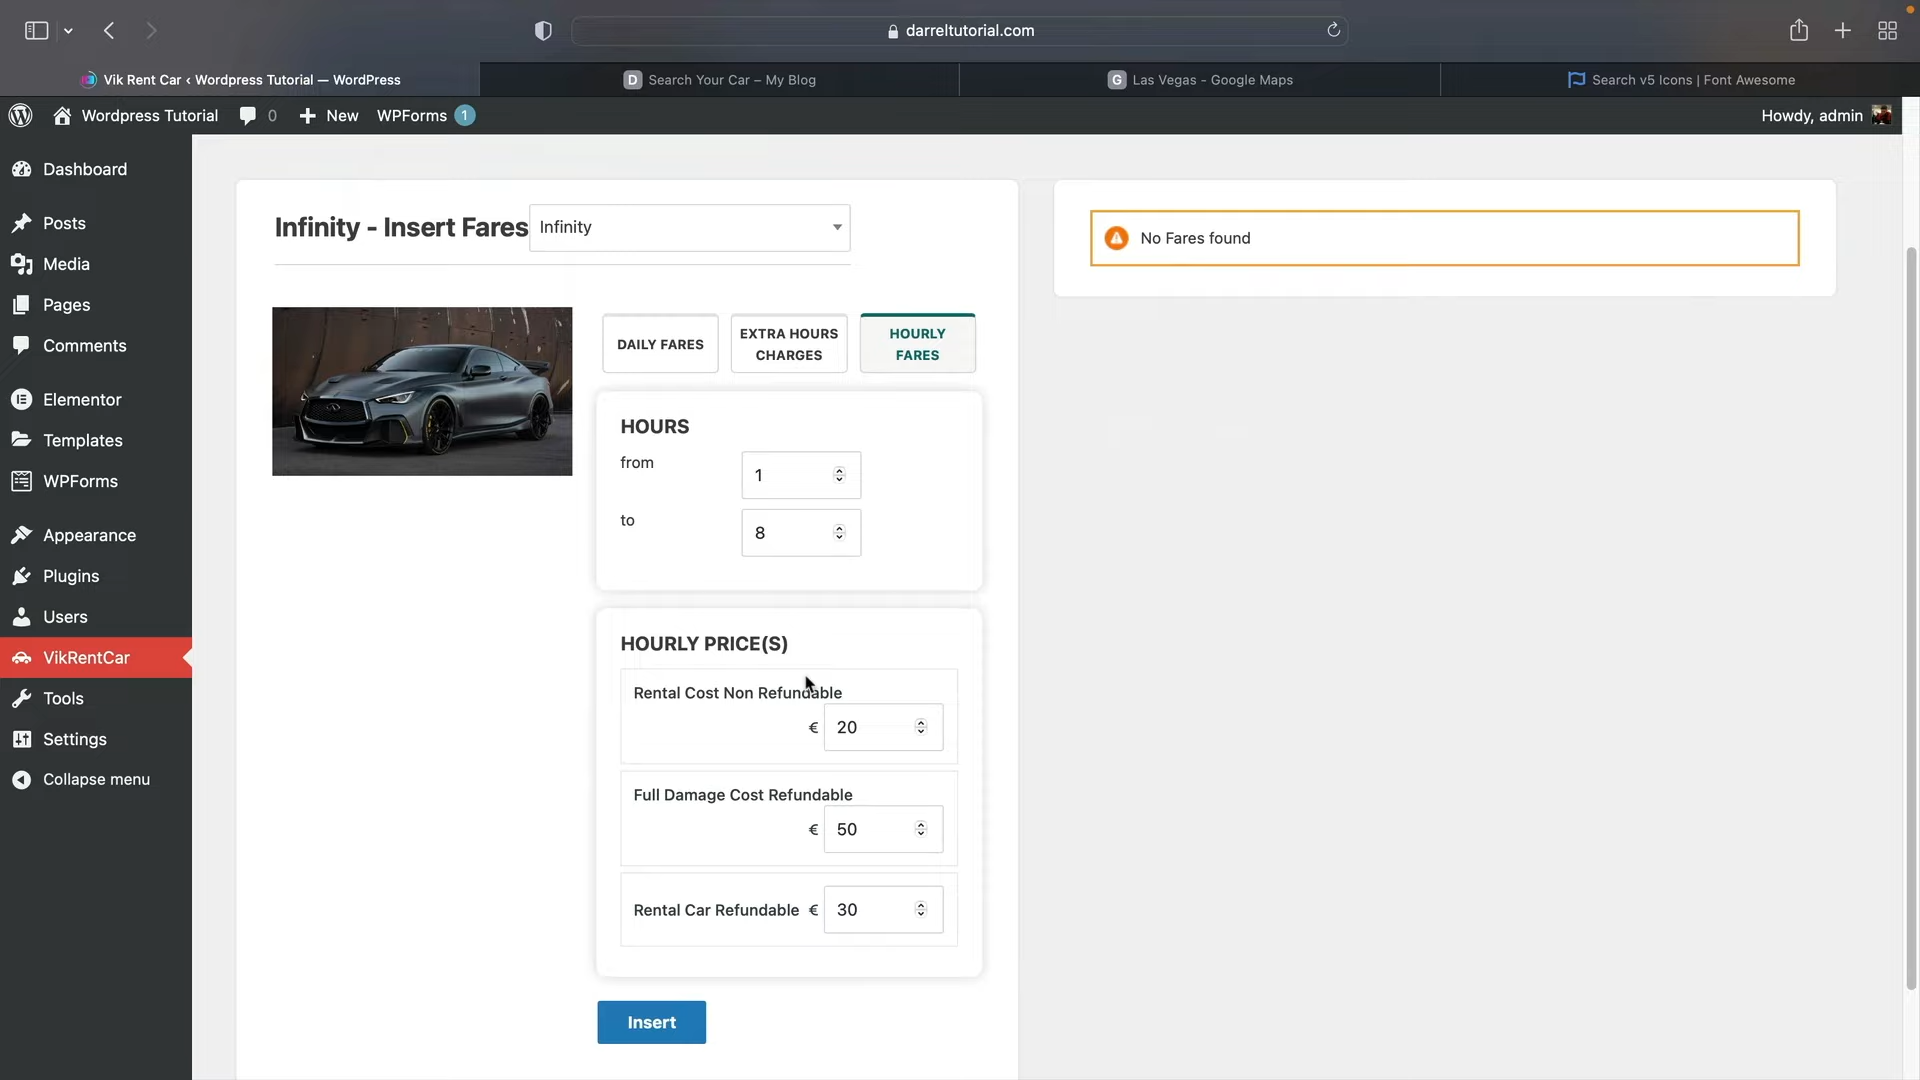 darreltutorial.com
Vik Rent Car ‹ Wordpress Tutorial — WordPress
D Search Your Car – My Blog
G Las Vegas - Google Maps
Search v5 Icons | Font Awesome
Wordpress Tutorial 0 New WPForms 1
Howdy, admin
Dashboard
Posts
Media
Pages
Comments
Elementor
Templates
WPForms
Appearance
Plugins
Users
VikRentCar
Tools
Settings
Collapse menu
Infinity - Insert Fares
Infinity
DAILY FARES
EXTRA HOURS
CHARGES
HOURLY
FARES
HOURS
from
1
to
8
HOURLY PRICE(S)
Rental Cost Non Refundable
€ 20
Full Damage Cost Refundable
€ 50
Rental Car Refundable € 30
Insert
No Fares found